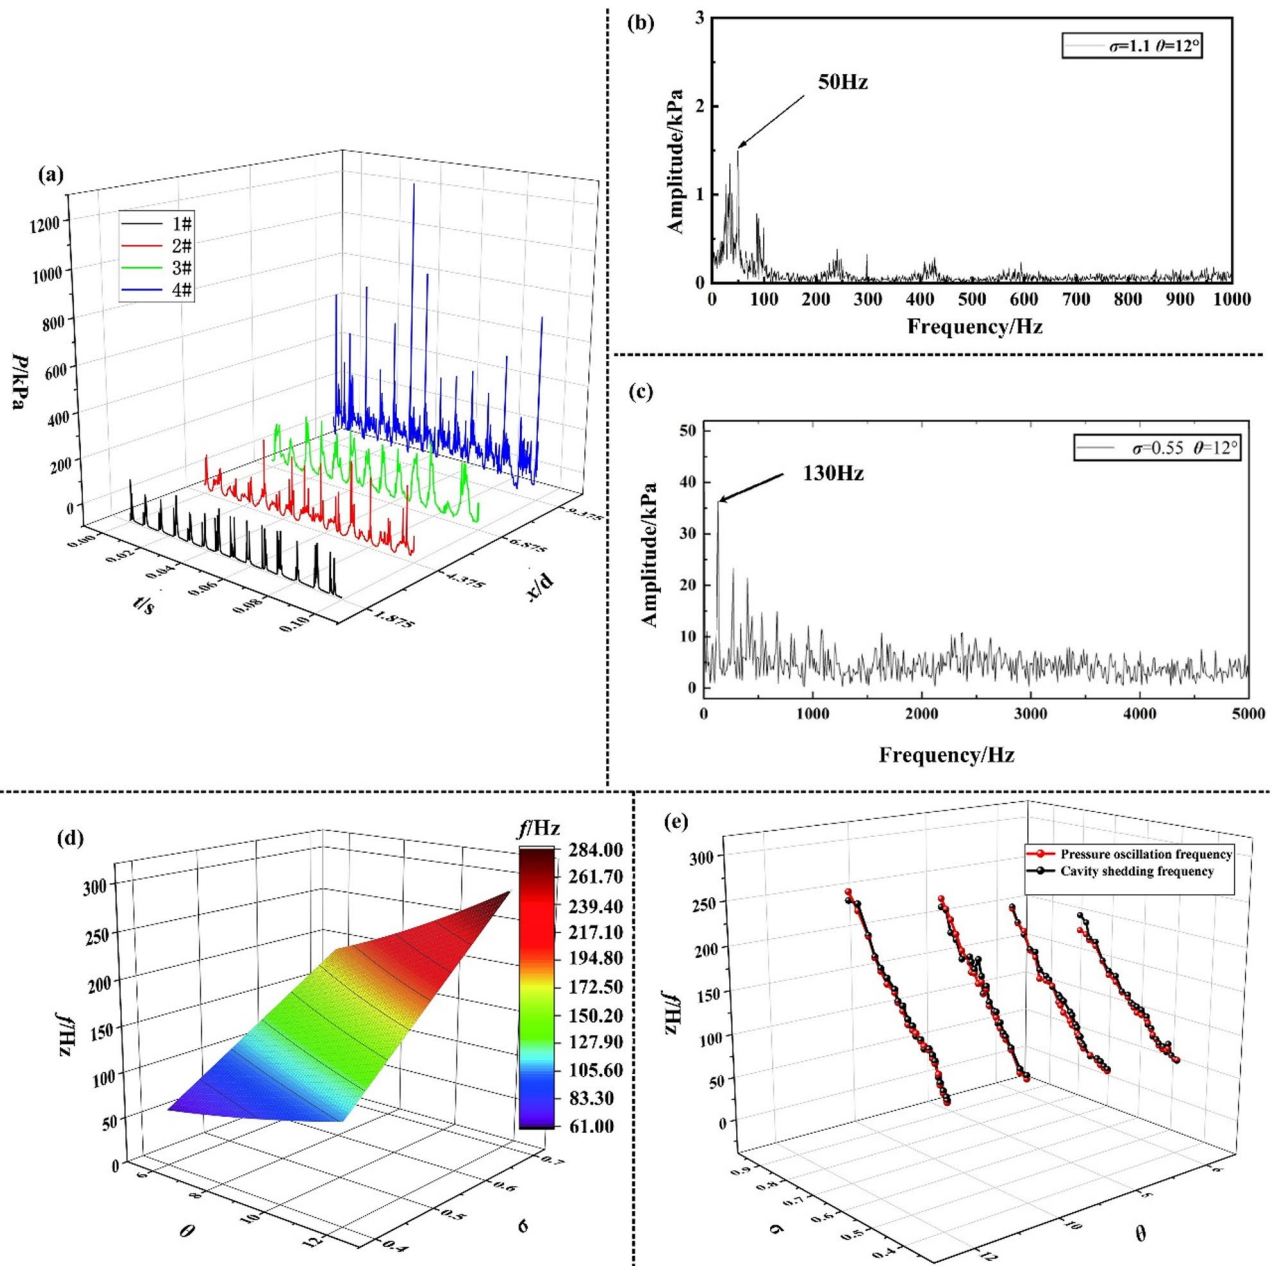 (a)
1#
2#
3#
4#
P/kPa
1200
1000
800
600
400
200
0
0.00
0.02
0.04
0.06
0.08
0.10
t/s
1.875
4.375
6.875
9.375
x/d
(b)
σ=1.1 θ=12°
50Hz
Amplitude/kPa
3
2
1
0
0 100 200 300 400 500 600 700 800 900 1000
Frequency/Hz
(c)
σ=0.55 θ=12°
130Hz
Amplitude/kPa
50
40
30
20
10
0
0 1000 2000 3000 4000 5000
Frequency/Hz
(d)
f/Hz
284.00
261.70
239.40
217.10
194.80
172.50
150.20
127.90
105.60
83.30
61.00
f/Hz
300
250
200
150
100
50
0
6
8
10
12
θ
0.4
0.5
0.6
0.7
σ
(e)
Pressure oscillation frequency
Cavity shedding frequency
f/Hz
300
250
200
150
100
50
0
0.9
0.8
0.7
0.6
0.5
0.4
σ
12
10
5
6
θ